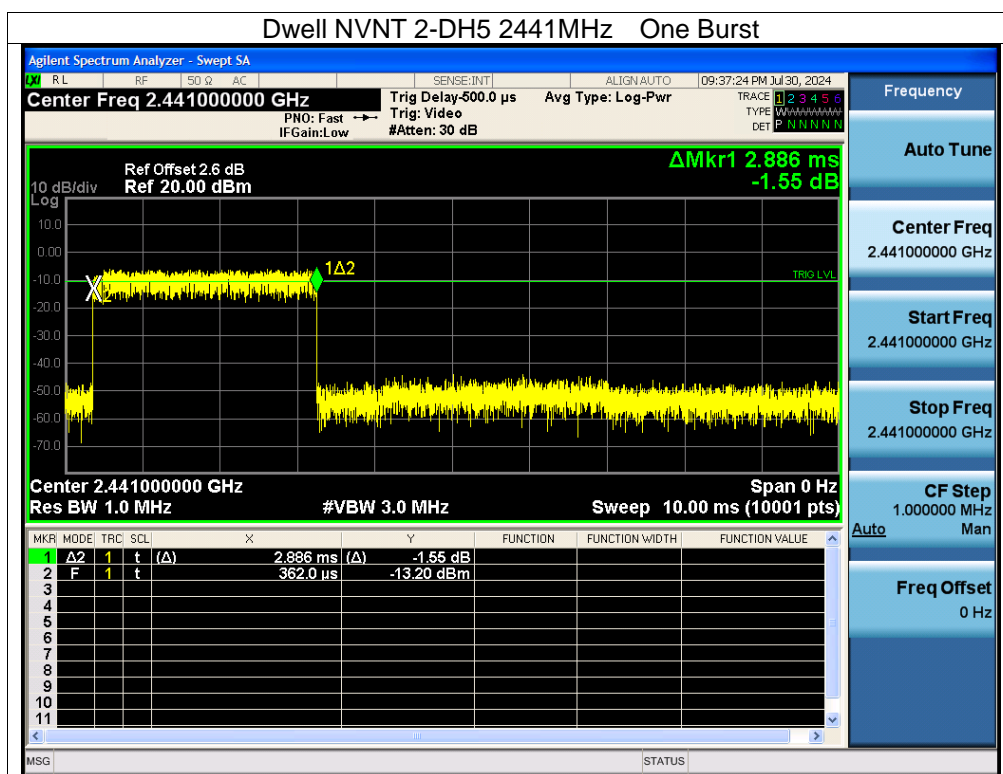 Dwell NVNT 2-DH5 2441MHz One Burst
Agilent Spectrum Analyzer - Swept SA
LXI RL RF 50 Ω AC SENSE:INT ALIGN AUTO 09:37:24 PM Jul 30, 2024
Center Freq 2.441000000 GHz Trig Delay-500.0 µs Avg Type: Log-Pwr TRACE 1 2 3 4 5 6
PNO: Fast Trig: Video TYPE WWWWWW
IFGain:Low #Atten: 30 dB DET P N N N N N
Frequency
Auto Tune
Center Freq
2.441000000 GHz
Start Freq
2.441000000 GHz
Stop Freq
2.441000000 GHz
CF Step
1.000000 MHz
Auto Man
Freq Offset
0 Hz
ΔMkr1 2.886 ms
-1.55 dB
Ref Offset 2.6 dB
10 dB/div Ref 20.00 dBm
Log
10.0
0.00
-10.0
-20.0
-30.0
-40.0
-50.0
-60.0
-70.0
1Δ2
TRIG LVL
Center 2.441000000 GHz Span 0 Hz
Res BW 1.0 MHz #VBW 3.0 MHz Sweep 10.00 ms (10001 pts)
MKR MODE TRC SCL X Y FUNCTION FUNCTION WIDTH FUNCTION VALUE
1 Δ2 1 t (Δ) 2.886 ms (Δ) -1.55 dB
2 F 1 t 362.0 µs -13.20 dBm
3
4
5
6
7
8
9
10
11
MSG STATUS